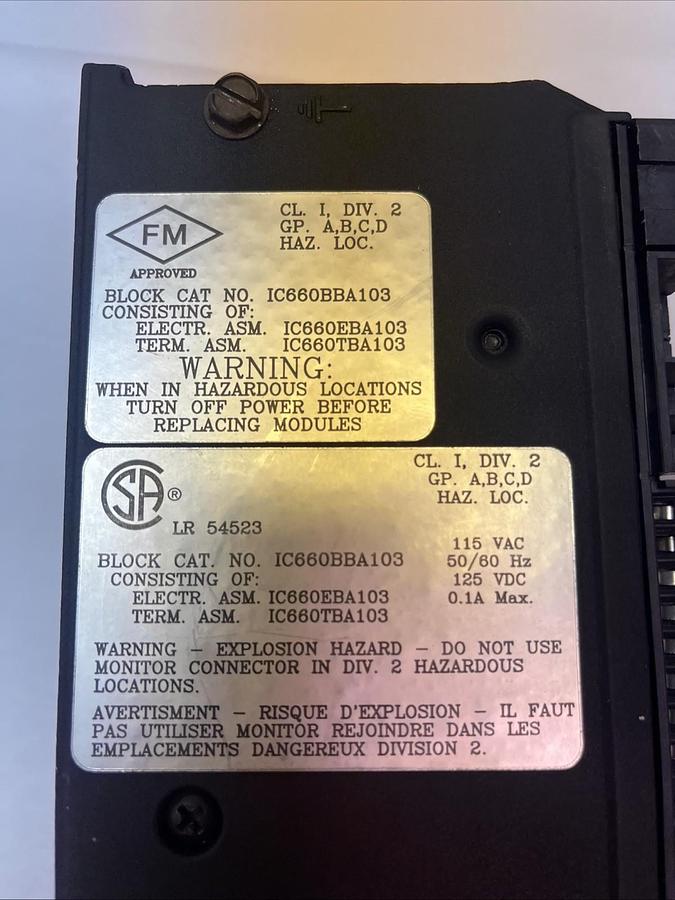 FM
APPROVED
CL. I, DIV. 2
GP. A,B,C,D
HAZ. LOC.
BLOCK CAT NO. IC660BBA103
CONSISTING OF:
ELECTR. ASM. IC660EBA103
TERM. ASM. IC660TBA103
WARNING:
WHEN IN HAZARDOUS LOCATIONS
TURN OFF POWER BEFORE
REPLACING MODULES
CSA ®
LR 54523
CL. I, DIV. 2
GP. A,B,C,D
HAZ. LOC.
115 VAC
BLOCK CAT. NO. IC660BBA103 50/60 Hz
CONSISTING OF: 125 VDC
ELECTR. ASM. IC660EBA103 0.1A Max.
TERM. ASM. IC660TBA103
WARNING – EXPLOSION HAZARD – DO NOT USE
MONITOR CONNECTOR IN DIV. 2 HAZARDOUS
LOCATIONS.
AVERTISMENT – RISQUE D'EXPLOSION – IL FAUT
PAS UTILISER MONITOR REJOINDRE DANS LES
EMPLACEMENTS DANGEREUX DIVISION 2.